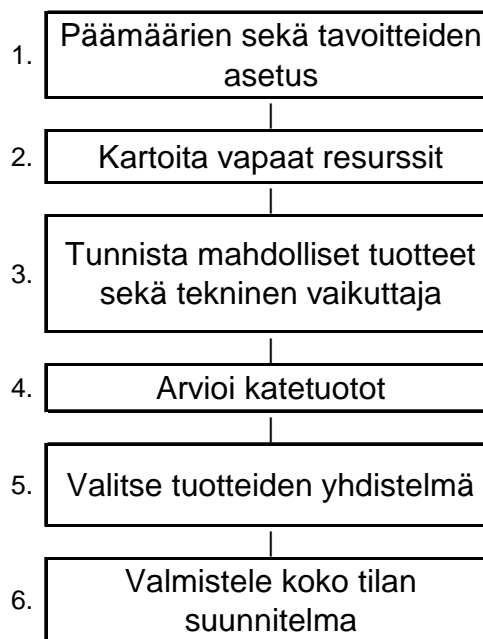 1. Päämäärien sekä tavoitteiden
asetus
2. Kartoita vapaat resurssit
3. Tunnista mahdolliset tuotteet
sekä tekninen vaikuttaja
4. Arvioi katetuotot
5. Valitse tuotteiden yhdistelmä
6. Valmistele koko tilan
suunnitelma